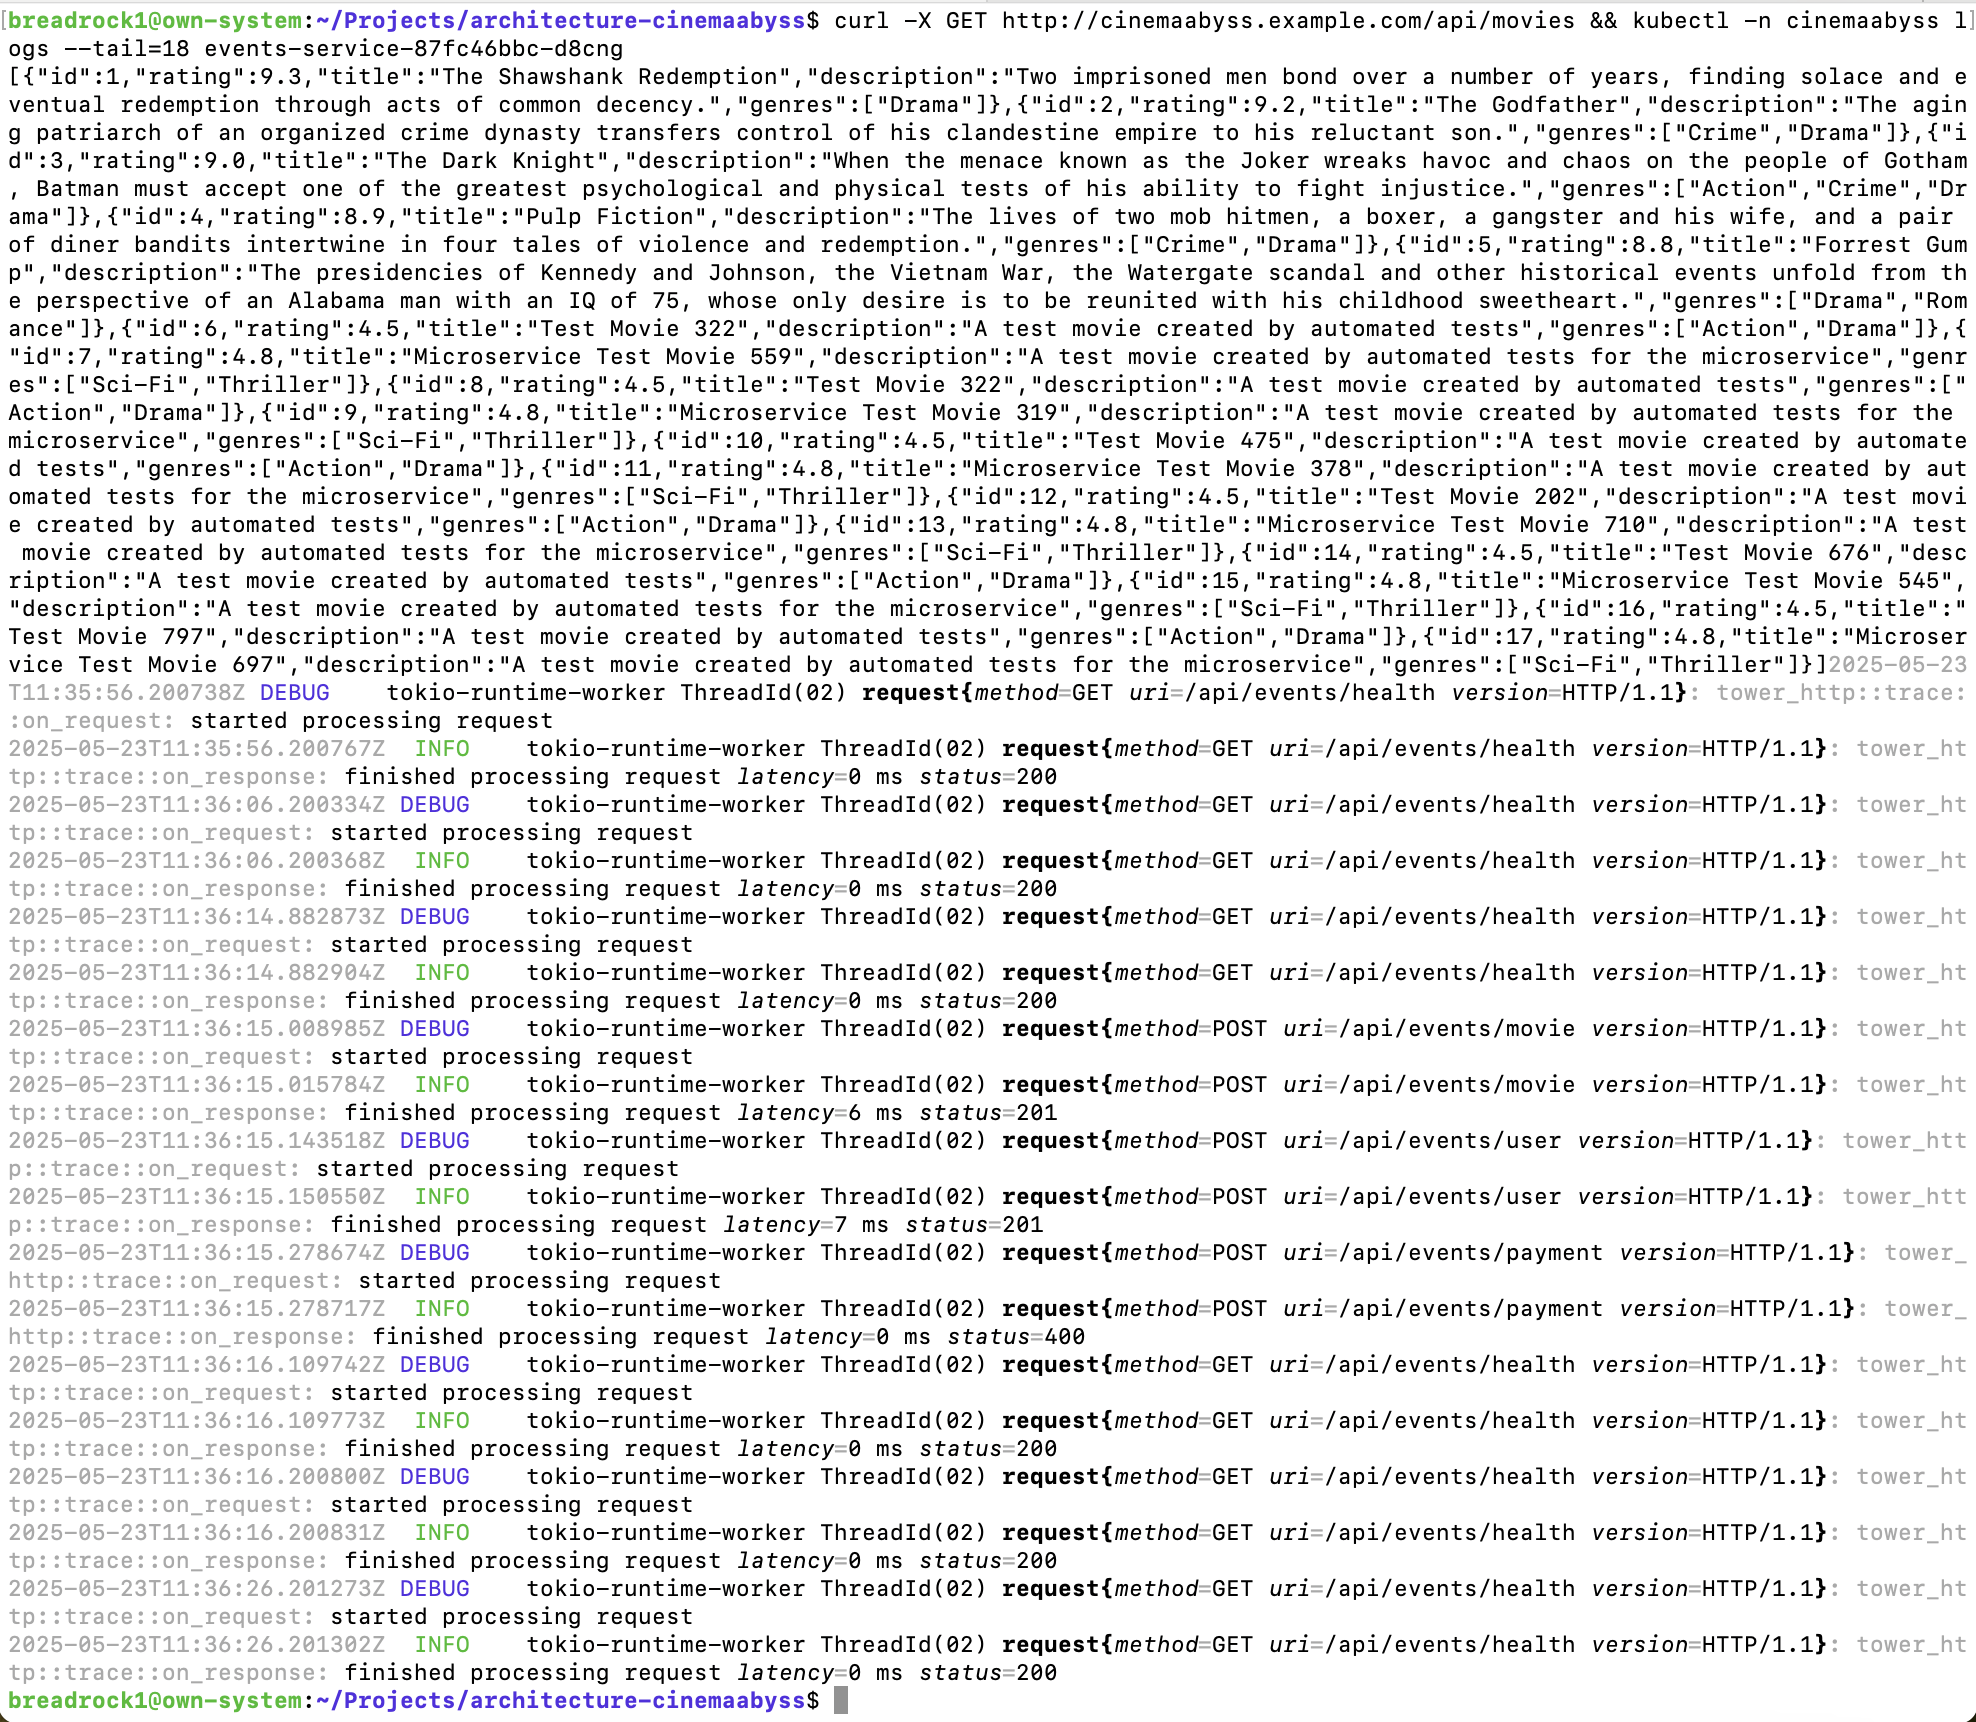 [breadrock1@own-system:~/Projects/architecture-cinemaabyss$ curl -X GET http://cinemaabyss.example.com/api/movies && kubectl -n cinemaabyss l]
ogs --tail=18 events-service-87fc46bbc-d8cng
[{"id":1,"rating":9.3,"title":"The Shawshank Redemption","description":"Two imprisoned men bond over a number of years, finding solace and e
ventual redemption through acts of common decency.","genres":["Drama"]},{"id":2,"rating":9.2,"title":"The Godfather","description":"The agin
g patriarch of an organized crime dynasty transfers control of his clandestine empire to his reluctant son.","genres":["Crime","Drama"]},{"i
d":3,"rating":9.0,"title":"The Dark Knight","description":"When the menace known as the Joker wreaks havoc and chaos on the people of Gotham
, Batman must accept one of the greatest psychological and physical tests of his ability to fight injustice.","genres":["Action","Crime","Dr
ama"]},{"id":4,"rating":8.9,"title":"Pulp Fiction","description":"The lives of two mob hitmen, a boxer, a gangster and his wife, and a pair 
of diner bandits intertwine in four tales of violence and redemption.","genres":["Crime","Drama"]},{"id":5,"rating":8.8,"title":"Forrest Gum
p","description":"The presidencies of Kennedy and Johnson, the Vietnam War, the Watergate scandal and other historical events unfold from th
e perspective of an Alabama man with an IQ of 75, whose only desire is to be reunited with his childhood sweetheart.","genres":["Drama","Rom
ance"]},{"id":6,"rating":4.5,"title":"Test Movie 322","description":"A test movie created by automated tests","genres":["Action","Drama"]},{
"id":7,"rating":4.8,"title":"Microservice Test Movie 559","description":"A test movie created by automated tests for the microservice","genr
es":["Sci-Fi","Thriller"]},{"id":8,"rating":4.5,"title":"Test Movie 322","description":"A test movie created by automated tests","genres":["
Action","Drama"]},{"id":9,"rating":4.8,"title":"Microservice Test Movie 319","description":"A test movie created by automated tests for the 
microservice","genres":["Sci-Fi","Thriller"]},{"id":10,"rating":4.5,"title":"Test Movie 475","description":"A test movie created by automate
d tests","genres":["Action","Drama"]},{"id":11,"rating":4.8,"title":"Microservice Test Movie 378","description":"A test movie created by aut
omated tests for the microservice","genres":["Sci-Fi","Thriller"]},{"id":12,"rating":4.5,"title":"Test Movie 202","description":"A test movi
e created by automated tests","genres":["Action","Drama"]},{"id":13,"rating":4.8,"title":"Microservice Test Movie 710","description":"A test
 movie created by automated tests for the microservice","genres":["Sci-Fi","Thriller"]},{"id":14,"rating":4.5,"title":"Test Movie 676","desc
ription":"A test movie created by automated tests","genres":["Action","Drama"]},{"id":15,"rating":4.8,"title":"Microservice Test Movie 545",
"description":"A test movie created by automated tests for the microservice","genres":["Sci-Fi","Thriller"]},{"id":16,"rating":4.5,"title":"
Test Movie 797","description":"A test movie created by automated tests","genres":["Action","Drama"]},{"id":17,"rating":4.8,"title":"Microser
vice Test Movie 697","description":"A test movie created by automated tests for the microservice","genres":["Sci-Fi","Thriller"]}]2025-05-23
T11:35:56.200738Z DEBUG    tokio-runtime-worker ThreadId(02) request{method=GET uri=/api/events/health version=HTTP/1.1}: tower_http::trace:
:on_request: started processing request
2025-05-23T11:35:56.200767Z  INFO    tokio-runtime-worker ThreadId(02) request{method=GET uri=/api/events/health version=HTTP/1.1}: tower_ht
tp::trace::on_response: finished processing request latency=0 ms status=200
2025-05-23T11:36:06.200334Z DEBUG    tokio-runtime-worker ThreadId(02) request{method=GET uri=/api/events/health version=HTTP/1.1}: tower_ht
tp::trace::on_request: started processing request
2025-05-23T11:36:06.200368Z  INFO    tokio-runtime-worker ThreadId(02) request{method=GET uri=/api/events/health version=HTTP/1.1}: tower_ht
tp::trace::on_response: finished processing request latency=0 ms status=200
2025-05-23T11:36:14.882873Z DEBUG    tokio-runtime-worker ThreadId(02) request{method=GET uri=/api/events/health version=HTTP/1.1}: tower_ht
tp::trace::on_request: started processing request
2025-05-23T11:36:14.882904Z  INFO    tokio-runtime-worker ThreadId(02) request{method=GET uri=/api/events/health version=HTTP/1.1}: tower_ht
tp::trace::on_response: finished processing request latency=0 ms status=200
2025-05-23T11:36:15.008985Z DEBUG    tokio-runtime-worker ThreadId(02) request{method=POST uri=/api/events/movie version=HTTP/1.1}: tower_ht
tp::trace::on_request: started processing request
2025-05-23T11:36:15.015784Z  INFO    tokio-runtime-worker ThreadId(02) request{method=POST uri=/api/events/movie version=HTTP/1.1}: tower_ht
tp::trace::on_response: finished processing request latency=6 ms status=201
2025-05-23T11:36:15.143518Z DEBUG    tokio-runtime-worker ThreadId(02) request{method=POST uri=/api/events/user version=HTTP/1.1}: tower_htt
p::trace::on_request: started processing request
2025-05-23T11:36:15.150550Z  INFO    tokio-runtime-worker ThreadId(02) request{method=POST uri=/api/events/user version=HTTP/1.1}: tower_htt
p::trace::on_response: finished processing request latency=7 ms status=201
2025-05-23T11:36:15.278674Z DEBUG    tokio-runtime-worker ThreadId(02) request{method=POST uri=/api/events/payment version=HTTP/1.1}: tower_
http::trace::on_request: started processing request
2025-05-23T11:36:15.278717Z  INFO    tokio-runtime-worker ThreadId(02) request{method=POST uri=/api/events/payment version=HTTP/1.1}: tower_
http::trace::on_response: finished processing request latency=0 ms status=400
2025-05-23T11:36:16.109742Z DEBUG    tokio-runtime-worker ThreadId(02) request{method=GET uri=/api/events/health version=HTTP/1.1}: tower_ht
tp::trace::on_request: started processing request
2025-05-23T11:36:16.109773Z  INFO    tokio-runtime-worker ThreadId(02) request{method=GET uri=/api/events/health version=HTTP/1.1}: tower_ht
tp::trace::on_response: finished processing request latency=0 ms status=200
2025-05-23T11:36:16.200800Z DEBUG    tokio-runtime-worker ThreadId(02) request{method=GET uri=/api/events/health version=HTTP/1.1}: tower_ht
tp::trace::on_request: started processing request
2025-05-23T11:36:16.200831Z  INFO    tokio-runtime-worker ThreadId(02) request{method=GET uri=/api/events/health version=HTTP/1.1}: tower_ht
tp::trace::on_response: finished processing request latency=0 ms status=200
2025-05-23T11:36:26.201273Z DEBUG    tokio-runtime-worker ThreadId(02) request{method=GET uri=/api/events/health version=HTTP/1.1}: tower_ht
tp::trace::on_request: started processing request
2025-05-23T11:36:26.201302Z  INFO    tokio-runtime-worker ThreadId(02) request{method=GET uri=/api/events/health version=HTTP/1.1}: tower_ht
tp::trace::on_response: finished processing request latency=0 ms status=200
breadrock1@own-system:~/Projects/architecture-cinemaabyss$